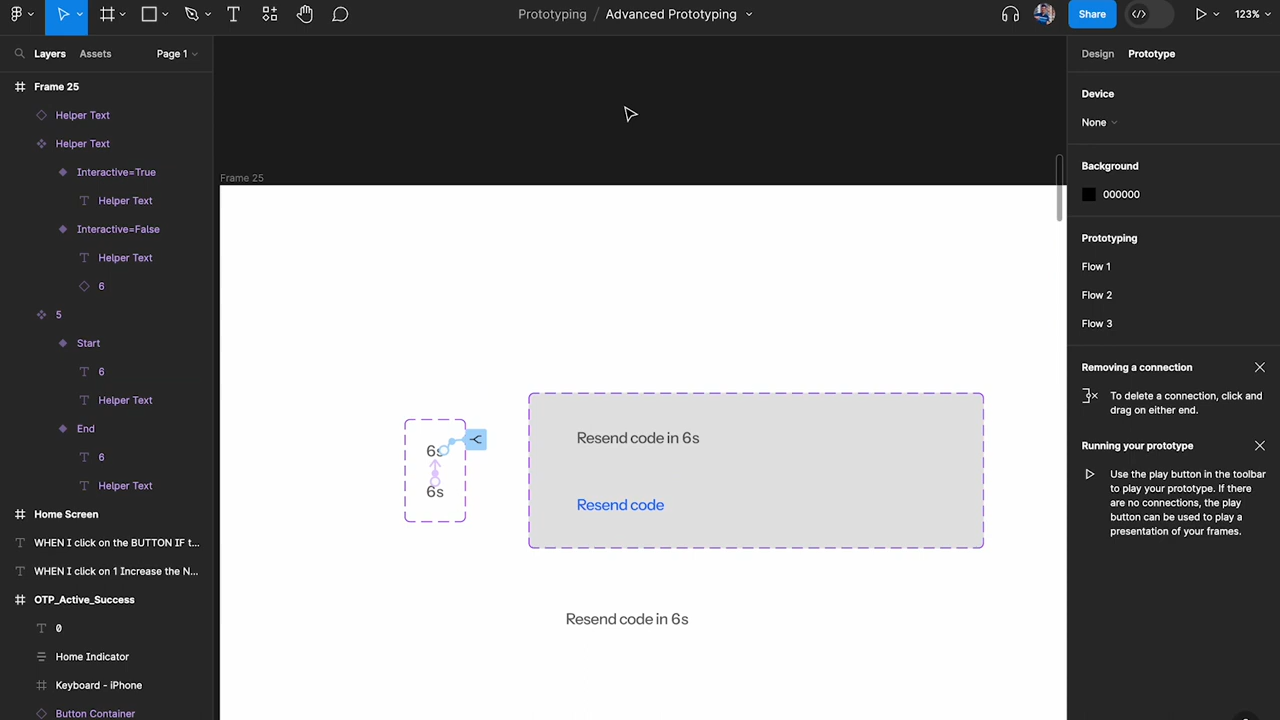 Prototyping / Advanced Prototyping
Share
123%
Layers
Assets
Page 1
Frame 25
Helper Text
Helper Text
Interactive=True
Helper Text
Interactive=False
Helper Text
6
5
Start
6
Helper Text
End
6
Helper Text
Home Screen
WHEN I click on the BUTTON IF t...
WHEN I click on 1 Increase the N...
OTP_Active_Success
0
Home Indicator
Keyboard - iPhone
Button Container
Frame 25
6s
6s
Resend code in 6s
Resend code
Resend code in 6s
Design
Prototype
Device
None
Background
000000
Prototyping
Flow 1
Flow 2
Flow 3
Removing a connection
To delete a connection, click and
drag on either end.
Running your prototype
Use the play button in the toolbar
to play your prototype. If there
are no connections, the play
button can be used to play a
presentation of your frames.